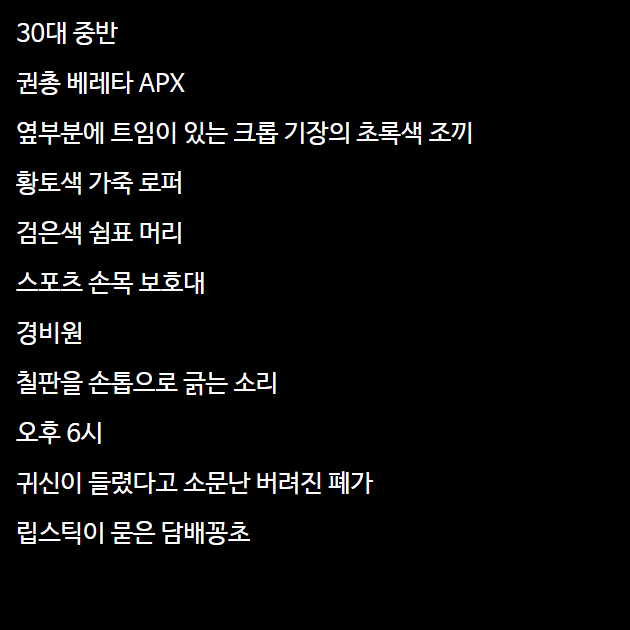 30대 중반
권총 베레타 APX
옆부분에 트임이 있는 크롭 기장의 초록색 조끼
황토색 가죽 로퍼
검은색 쉼표 머리
스포츠 손목 보호대
경비원
칠판을 손톱으로 긁는 소리
오후 6시
귀신이 들렸다고 소문난 버려진 폐가
립스틱이 묻은 담배꽁초